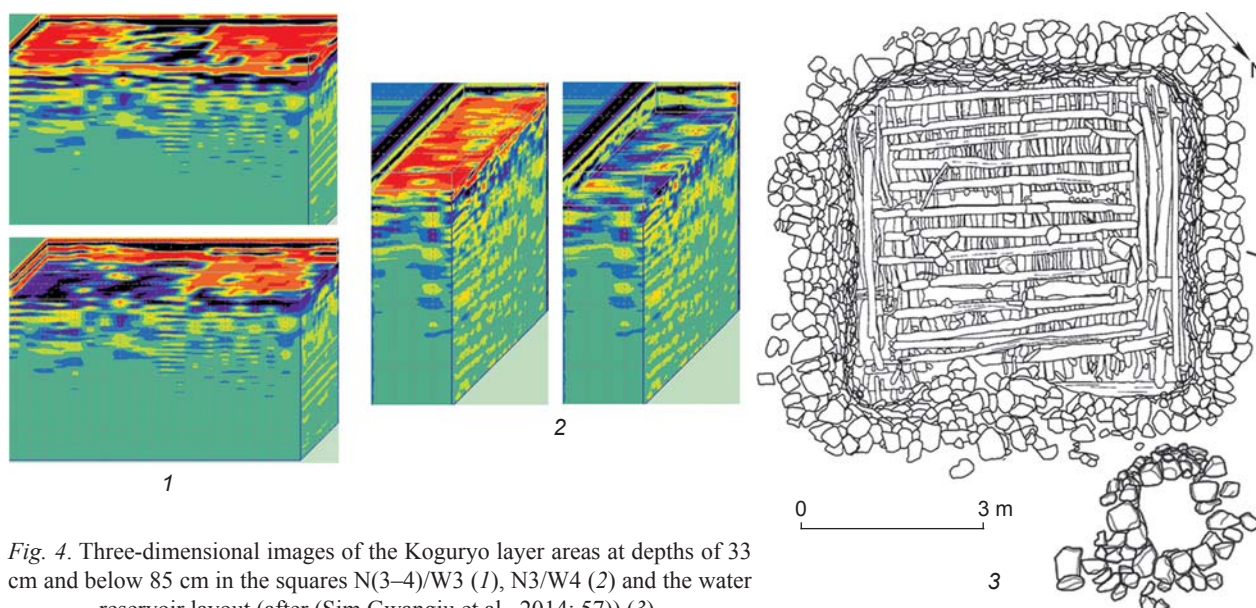 N
1
2
0 3 m
3
Fig. 4. Three-dimensional images of the Koguryo layer areas at depths of 33
cm and below 85 cm in the squares N(3–4)/W3 (1), N3/W4 (2) and the water
reservoir layout (after (Sim Gwangju et al., 2014: 57)) (3)